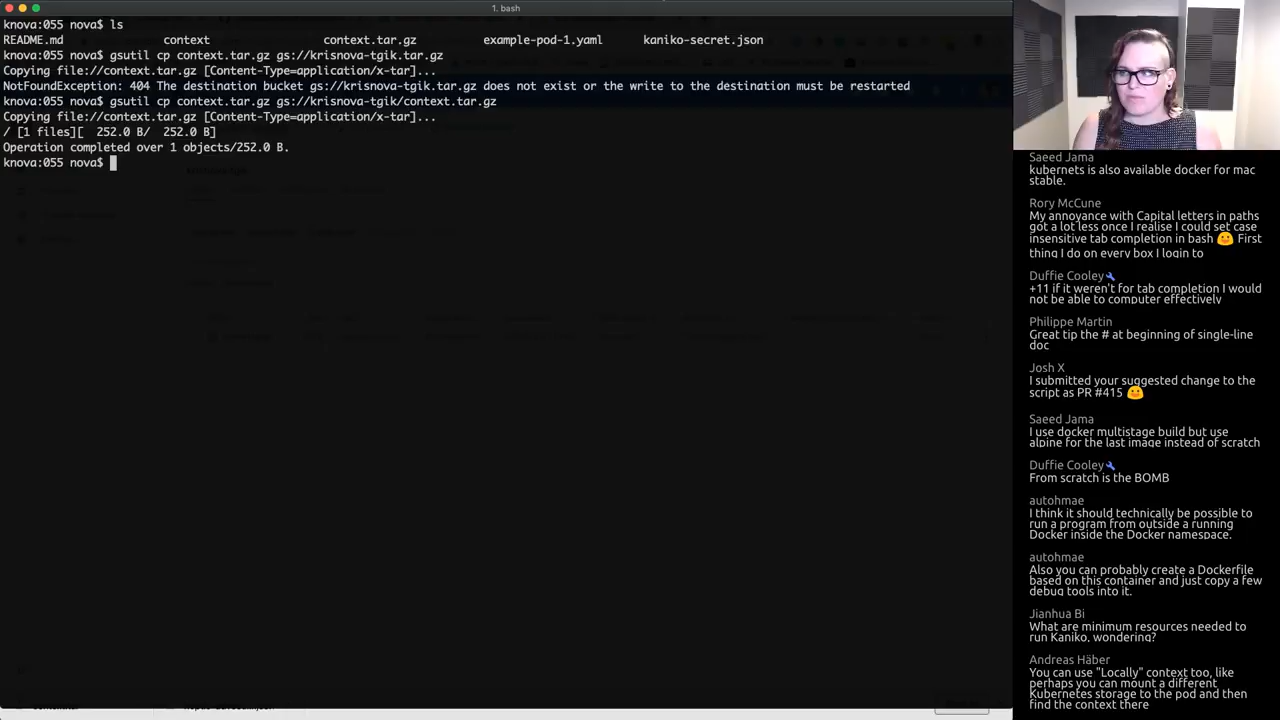 1. bash
knova:055 nova$ ls
README.md context context.tar.gz example-pod-1.yaml kaniko-secret.json
knova:055 nova$ gsutil cp context.tar.gz gs://krisnova-tgik.tar.gz
Copying file://context.tar.gz [Content-Type=application/x-tar]...
NotFoundException: 404 The destination bucket gs://krisnova-tgik.tar.gz does not exist or the write to the destination must be restarted
knova:055 nova$ gsutil cp context.tar.gz gs://krisnova-tgik/context.tar.gz
Copying file://context.tar.gz [Content-Type=application/x-tar]...
/ [1 files][  252.0 B/  252.0 B]
Operation completed over 1 objects/252.0 B.
knova:055 nova$
Saeed Jama
kubernets is also available docker for mac
stable.
Rory McCune
My annoyance with Capital letters in paths
got a lot less once I realise I could set case
insensitive tab completion in bash 😀 First
thing I do on every box I login to
Duffie Cooley
+11 if it weren't for tab completion I would
not be able to computer effectively
Philippe Martin
Great tip the # at beginning of single-line
doc
Josh X
I submitted your suggested change to the
script as PR #415 😀
Saeed Jama
I use docker multistage build but use
alpine for the last image instead of scratch
Duffie Cooley
From scratch is the BOMB
autohmae
I think it should technically be possible to
run a program from outside a running
Docker inside the Docker namespace.
autohmae
Also you can probably create a Dockerfile
based on this container and just copy a few
debug tools into it.
Jianhua Bi
What are minimum resources needed to
run Kaniko, wondering?
Andreas Häber
You can use "Locally" context too, like
perhaps you can mount a different
Kubernetes storage to the pod and then
find the context there